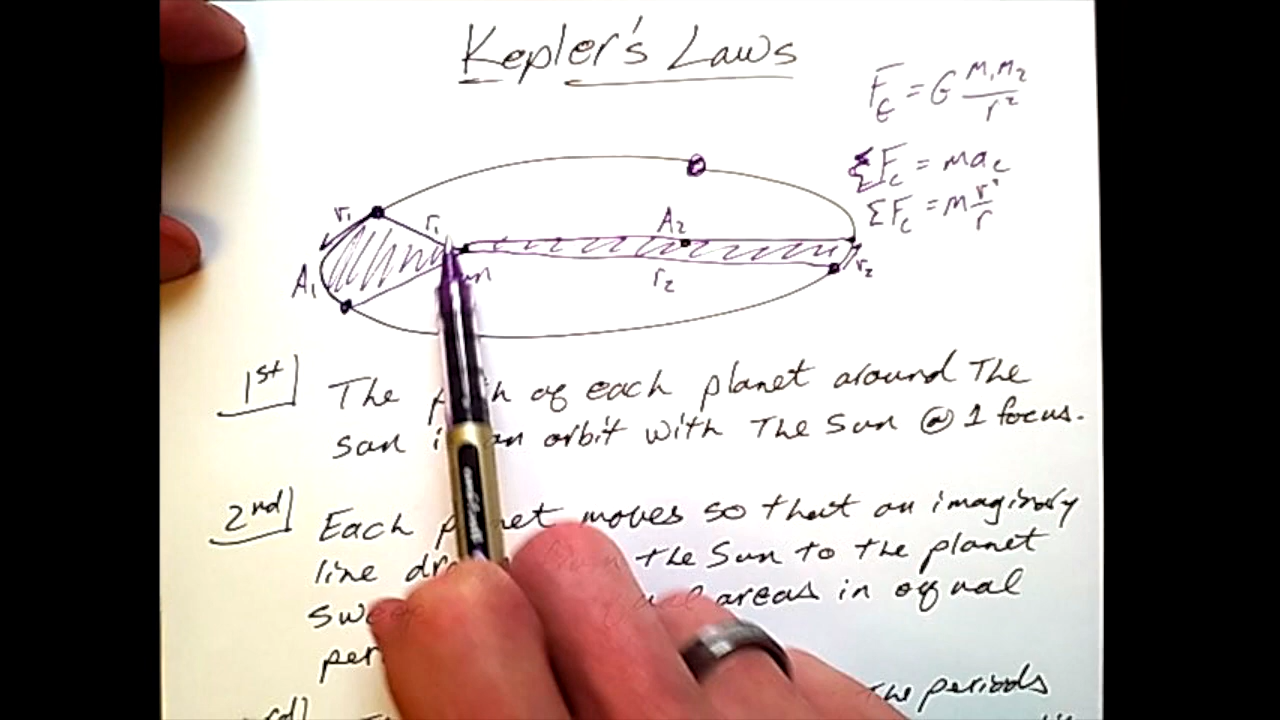 Kepler's Laws
F_G = G m₁m₂ / r²
ΣF_c = ma_c
ΣF_c = m v² / r
v₁
r₁
A₂
A₁
r₂
v₂
1st The of each planet around The
sun an orbit with The Sun @ 1 focus.
2nd Each moves so that an imaginary
line the Sun to the planet
areas in equal
the periods